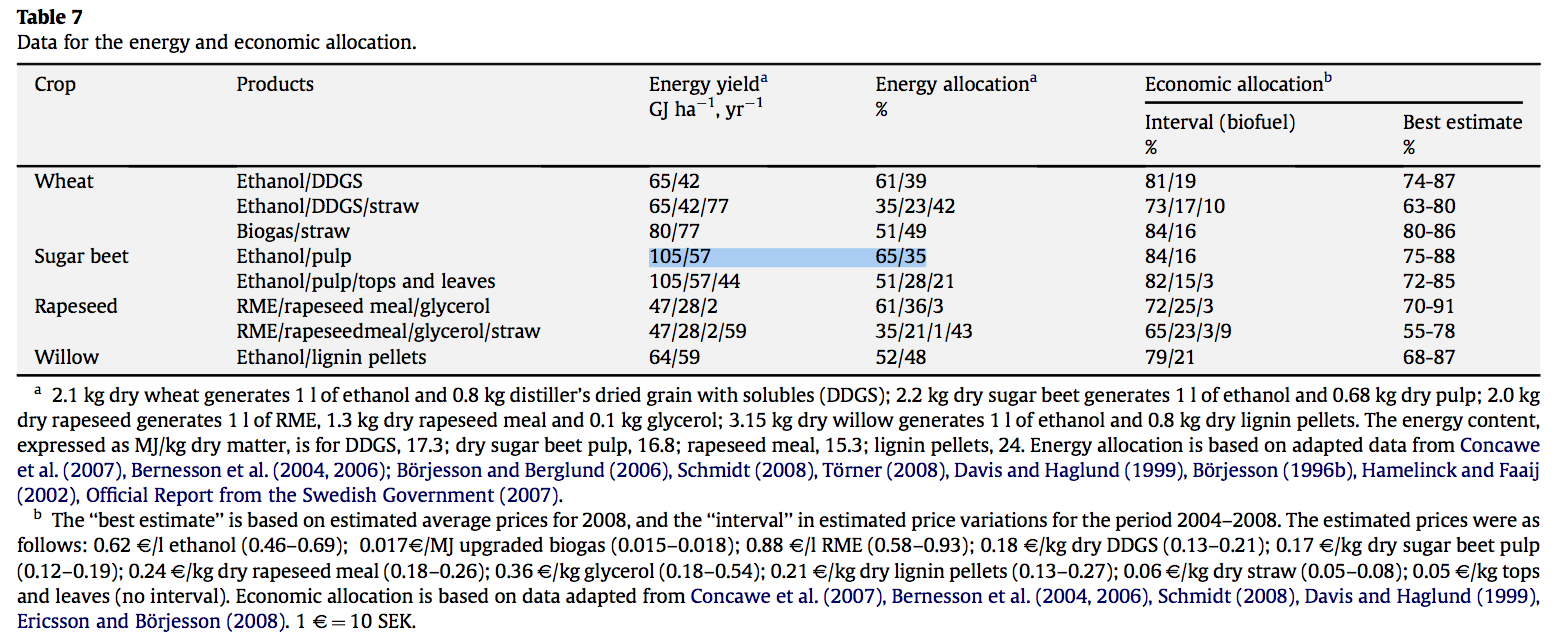 Table 7
Data for the energy and economic allocation.
Crop Products Energy yieldᵃ Energy allocationᵃ Economic allocationᵇ
GJ ha⁻¹, yr⁻¹ %
Interval (biofuel) Best estimate
% %
Wheat Ethanol/DDGS 65/42 61/39 81/19 74-87
Ethanol/DDGS/straw 65/42/77 35/23/42 73/17/10 63-80
Biogas/straw 80/77 51/49 84/16 80-86
Sugar beet Ethanol/pulp 105/57 65/35 84/16 75-88
Ethanol/pulp/tops and leaves 105/57/44 51/28/21 82/15/3 72-85
Rapeseed RME/rapeseed meal/glycerol 47/28/2 61/36/3 72/25/3 70-91
RME/rapeseedmeal/glycerol/straw 47/28/2/59 35/21/1/43 65/23/3/9 55-78
Willow Ethanol/lignin pellets 64/59 52/48 79/21 68-87
ᵃ 2.1 kg dry wheat generates 1 l of ethanol and 0.8 kg distiller's dried grain with solubles (DDGS); 2.2 kg dry sugar beet generates 1 l of ethanol and 0.68 kg dry pulp; 2.0 kg
dry rapeseed generates 1 l of RME, 1.3 kg dry rapeseed meal and 0.1 kg glycerol; 3.15 kg dry willow generates 1 l of ethanol and 0.8 kg dry lignin pellets. The energy content,
expressed as MJ/kg dry matter, is for DDGS, 17.3; dry sugar beet pulp, 16.8; rapeseed meal, 15.3; lignin pellets, 24. Energy allocation is based on adapted data from Concawe
et al. (2007), Bernesson et al. (2004, 2006); Börjesson and Berglund (2006), Schmidt (2008), Törner (2008), Davis and Haglund (1999), Börjesson (1996b), Hamelinck and Faaij
(2002), Official Report from the Swedish Government (2007).
ᵇ The “best estimate” is based on estimated average prices for 2008, and the “interval” in estimated price variations for the period 2004–2008. The estimated prices were as
follows: 0.62 €/l ethanol (0.46–0.69); 0.017€/MJ upgraded biogas (0.015–0.018); 0.88 €/l RME (0.58–0.93); 0.18 €/kg dry DDGS (0.13–0.21); 0.17 €/kg dry sugar beet pulp
(0.12–0.19); 0.24 €/kg dry rapeseed meal (0.18–0.26); 0.36 €/kg glycerol (0.18–0.54); 0.21 €/kg dry lignin pellets (0.13–0.27); 0.06 €/kg dry straw (0.05–0.08); 0.05 €/kg tops
and leaves (no interval). Economic allocation is based on data adapted from Concawe et al. (2007), Bernesson et al. (2004, 2006), Schmidt (2008), Davis and Haglund (1999),
Ericsson and Börjesson (2008). 1 € = 10 SEK.